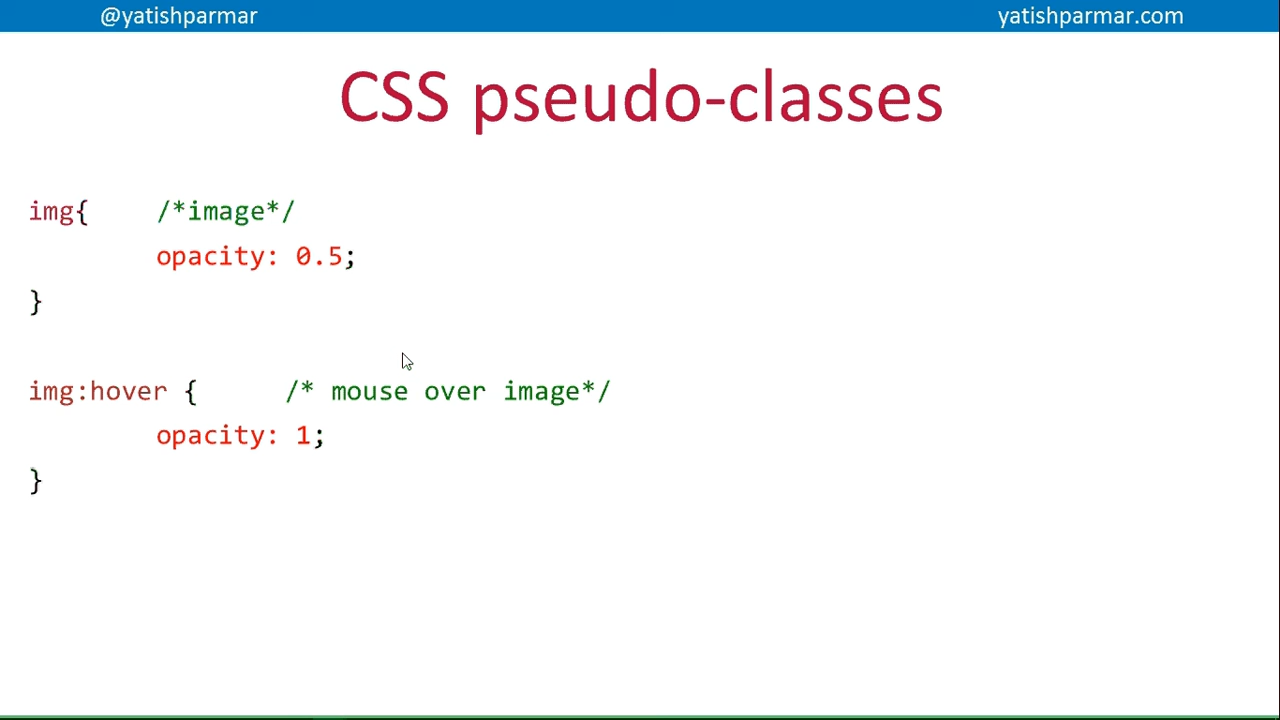 @yatishparmar yatishparmar.com
CSS pseudo-classes
img{ /*image*/
opacity: 0.5;
}
img:hover { /* mouse over image*/
opacity: 1;
}